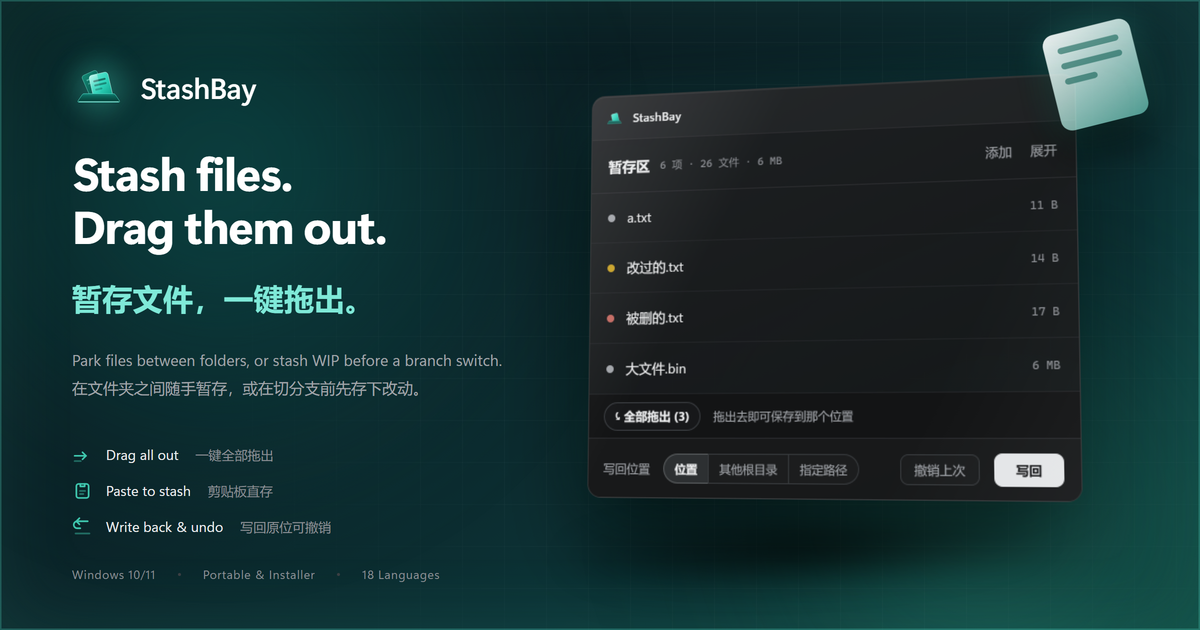 StashBay
Stash files.
Drag them out.
暂存文件，一键拖出。
Park files between folders, or stash WIP before a branch switch.
在文件夹之间随手暂存，或在切分支前先存下改动。
Drag all out 一键全部拖出
Paste to stash 剪贴板直存
Write back & undo 写回原位可撤销
Windows 10/11 · Portable & Installer · 18 Languages
StashBay
暂存区 6 项 · 26 文件 · 6 MB 添加 展开
a.txt 11 B
改过的.txt 14 B
被删的.txt 17 B
大文件.bin 6 MB
全部拖出 (3) 拖出去即可保存到那个位置
写回位置 位置 其他根目录 指定路径 撤销上次 写回